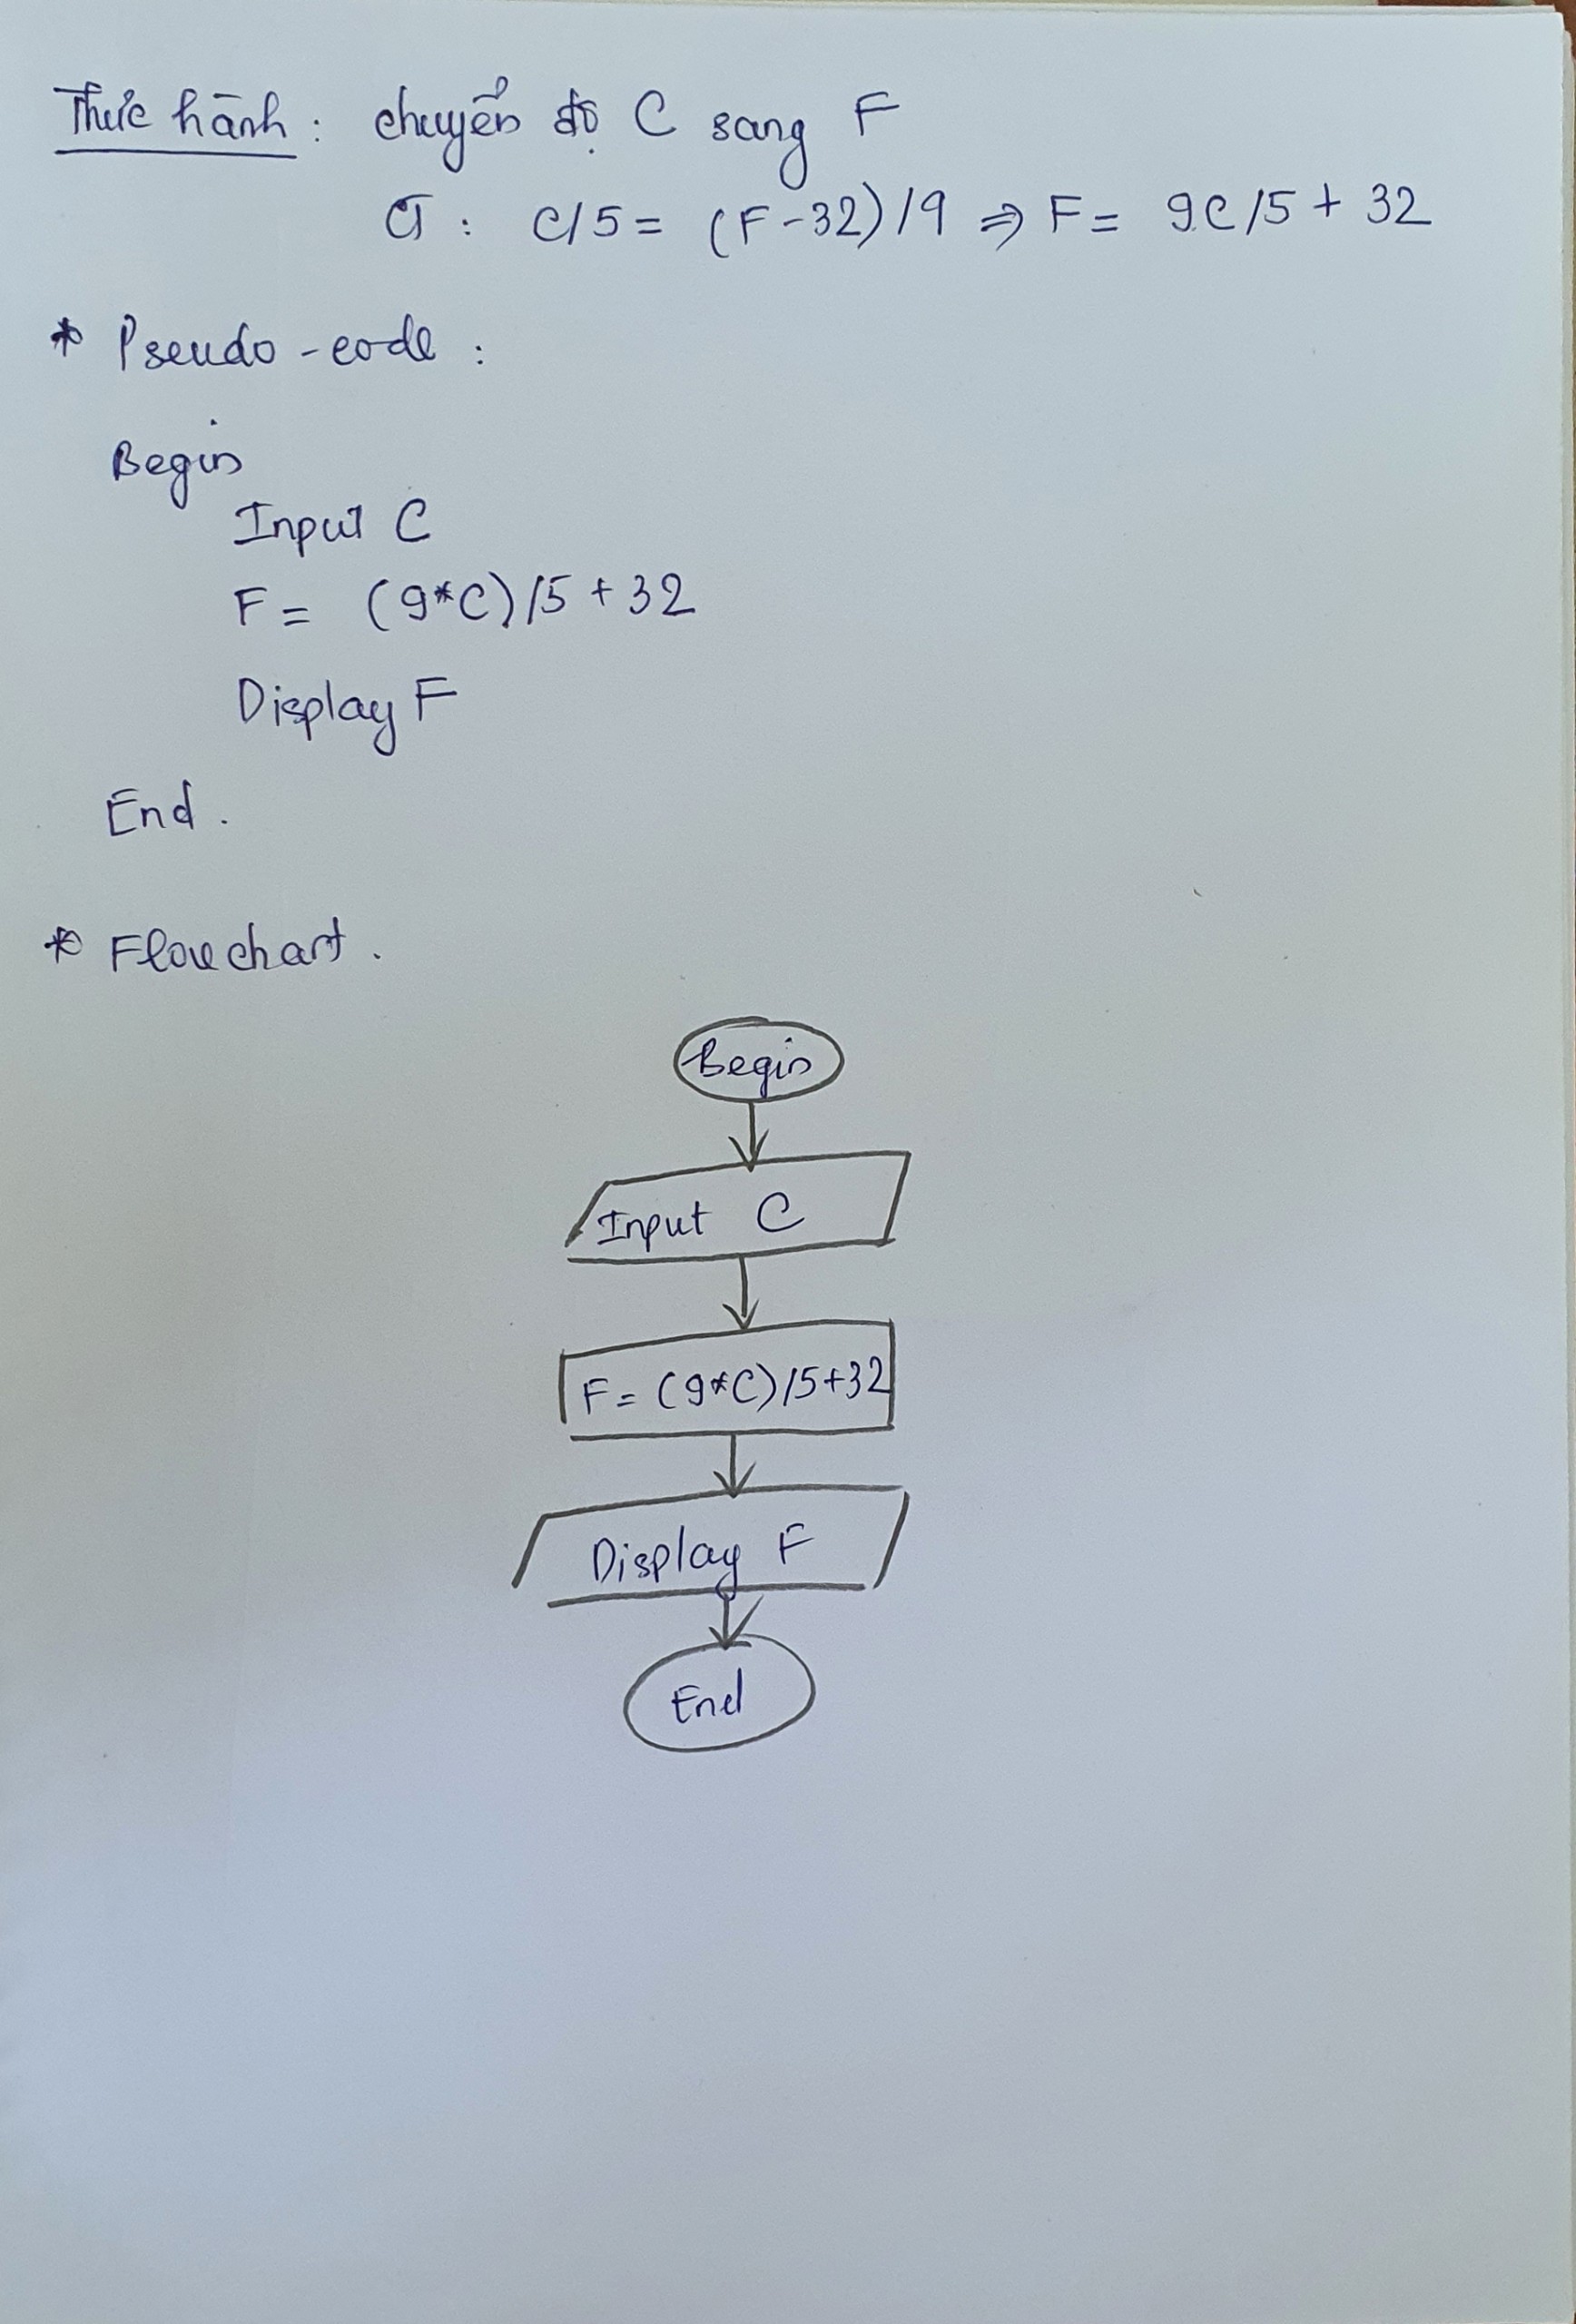 Thực hành: chuyển độ C sang F
CT: C/5 = (F-32)/9 => F = 9C/5 + 32
* Pseudo-code:
Begin
Input C
F = (9*C)/5 + 32
Display F
End.
* Flowchart.
Begin
Input C
F = (9*C)/5+32
Display F
End